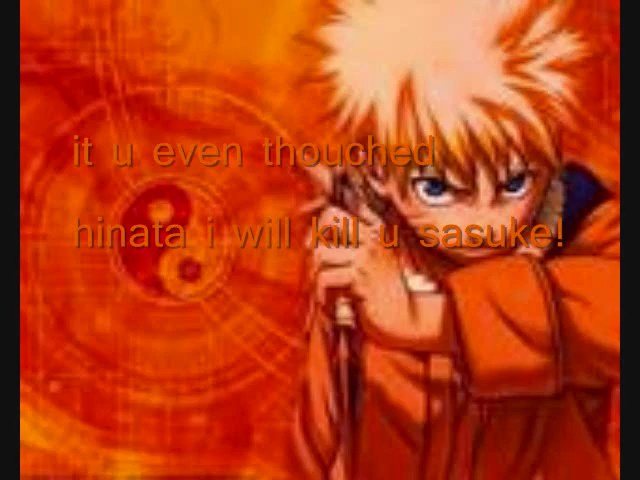 it u even thouched
hinata i will kill u sasuke!